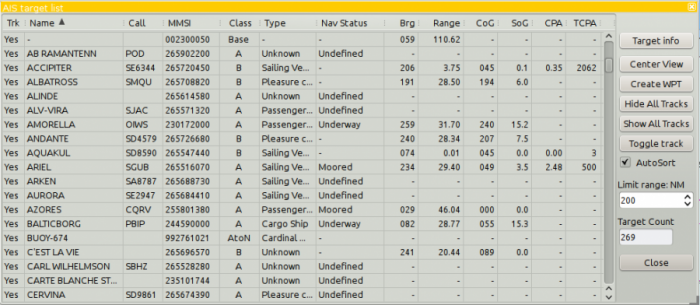 AIS target list
Trk Name Call MMSI Class Type Nav Status Brg Range CoG SoG CPA TCPA
Yes - 002300050 Base - - 059 110.62 - - - -
Yes AB RAMANTENN POD 265902200 A Unknown Undefined - - - - - -
Yes ACCIPITER SE6344 265720450 B Sailing Ve... - 206 3.75 045 0.1 0.35 2062
Yes ALBATROSS SMQU 265708820 B Pleasure c... - 191 28.50 194 6.0 - -
Yes ALINDE 265614580 A Unknown Undefined - - - - - -
Yes ALV-VIRA SJAC 265571320 A Passenger... Undefined - - - - - -
Yes AMORELLA OIWS 230172000 A Passenger... Underway 259 31.70 240 15.2 - -
Yes ANDANTE SD4579 265726680 B Pleasure c... - 240 28.34 207 7.5 - -
Yes AQUAKUL SD8590 265547440 B Sailing Ve... - 074 0.01 045 0.0 0.00 3
Yes ARIEL SGUB 265516070 A Sailing Ve... Moored 234 29.40 049 3.5 2.48 500
Yes ARKEN SA8787 265688730 A Sailing Ve... Undefined - - - - - -
Yes AURORA SE2947 265684410 A Sailing Ve... Undefined - - - - - -
Yes AZORES CQRV 255801380 A Passenger... Moored 029 46.04 000 0.0 - -
Yes BALTICBORG PBIP 244590000 A Cargo Ship Underway 082 28.77 055 15.3 - -
Yes BUOY-674 992761021 AtoN Cardinal ... - - - - - - -
Yes C'EST LA VIE 265696570 B Unknown - 241 20.44 089 0.0 - -
Yes CARL WILHELMSON SBHZ 265528280 A Unknown Undefined - - - - - -
Yes CARTE BLANCHE ST... 235101744 A Unknown Undefined - - - - - -
Yes CERVINA SD9861 265674390 A Pleasure c... Undefined - - - - - -
Target info
Center View
Create WPT
Hide All Tracks
Show All Tracks
Toggle track
AutoSort
Limit range: NM
200
Target Count
269
Close